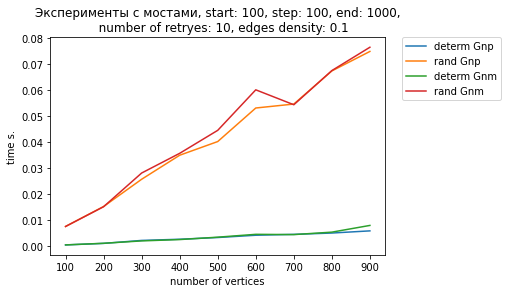 Эксперименты с мостами, start: 100, step: 100, end: 1000,
number of retryes: 10, edges density: 0.1
0.08
0.07
0.06
0.05
0.04
0.03
0.02
0.01
0.00
time s.
100 200 300 400 500 600 700 800 900
number of vertices
determ Gnp
rand Gnp
determ Gnm
rand Gnm